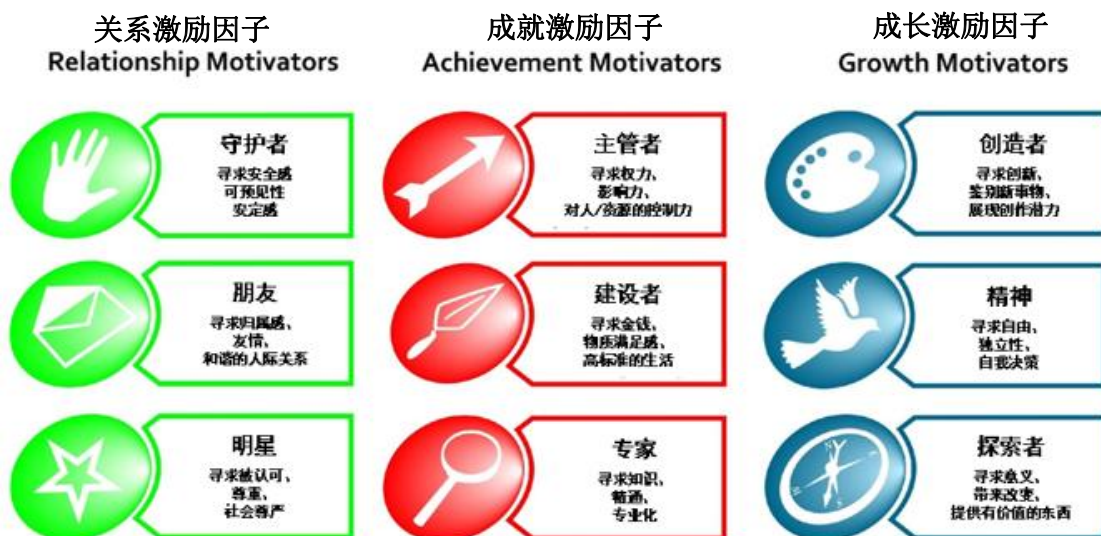 关系激励因子
Relationship Motivators
守护者
寻求安全感
可预见性
安定感
朋友
寻求归属感、
友情、
和谐的人际关系
明星
寻求被认可、
尊重、
社会尊严
成就激励因子
Achievement Motivators
主管者
寻求权力、
影响力、
对人/资源的控制力
建设者
寻求金钱、
物质满足感、
高标准的生活
专家
寻求知识、
精通、
专业化
成长激励因子
Growth Motivators
创造者
寻求创新、
鉴别新事物、
展现创作潜力
精神
寻求自由、
独立性、
自我决策
探索者
寻求意义、
带来改变、
提供有价值的东西